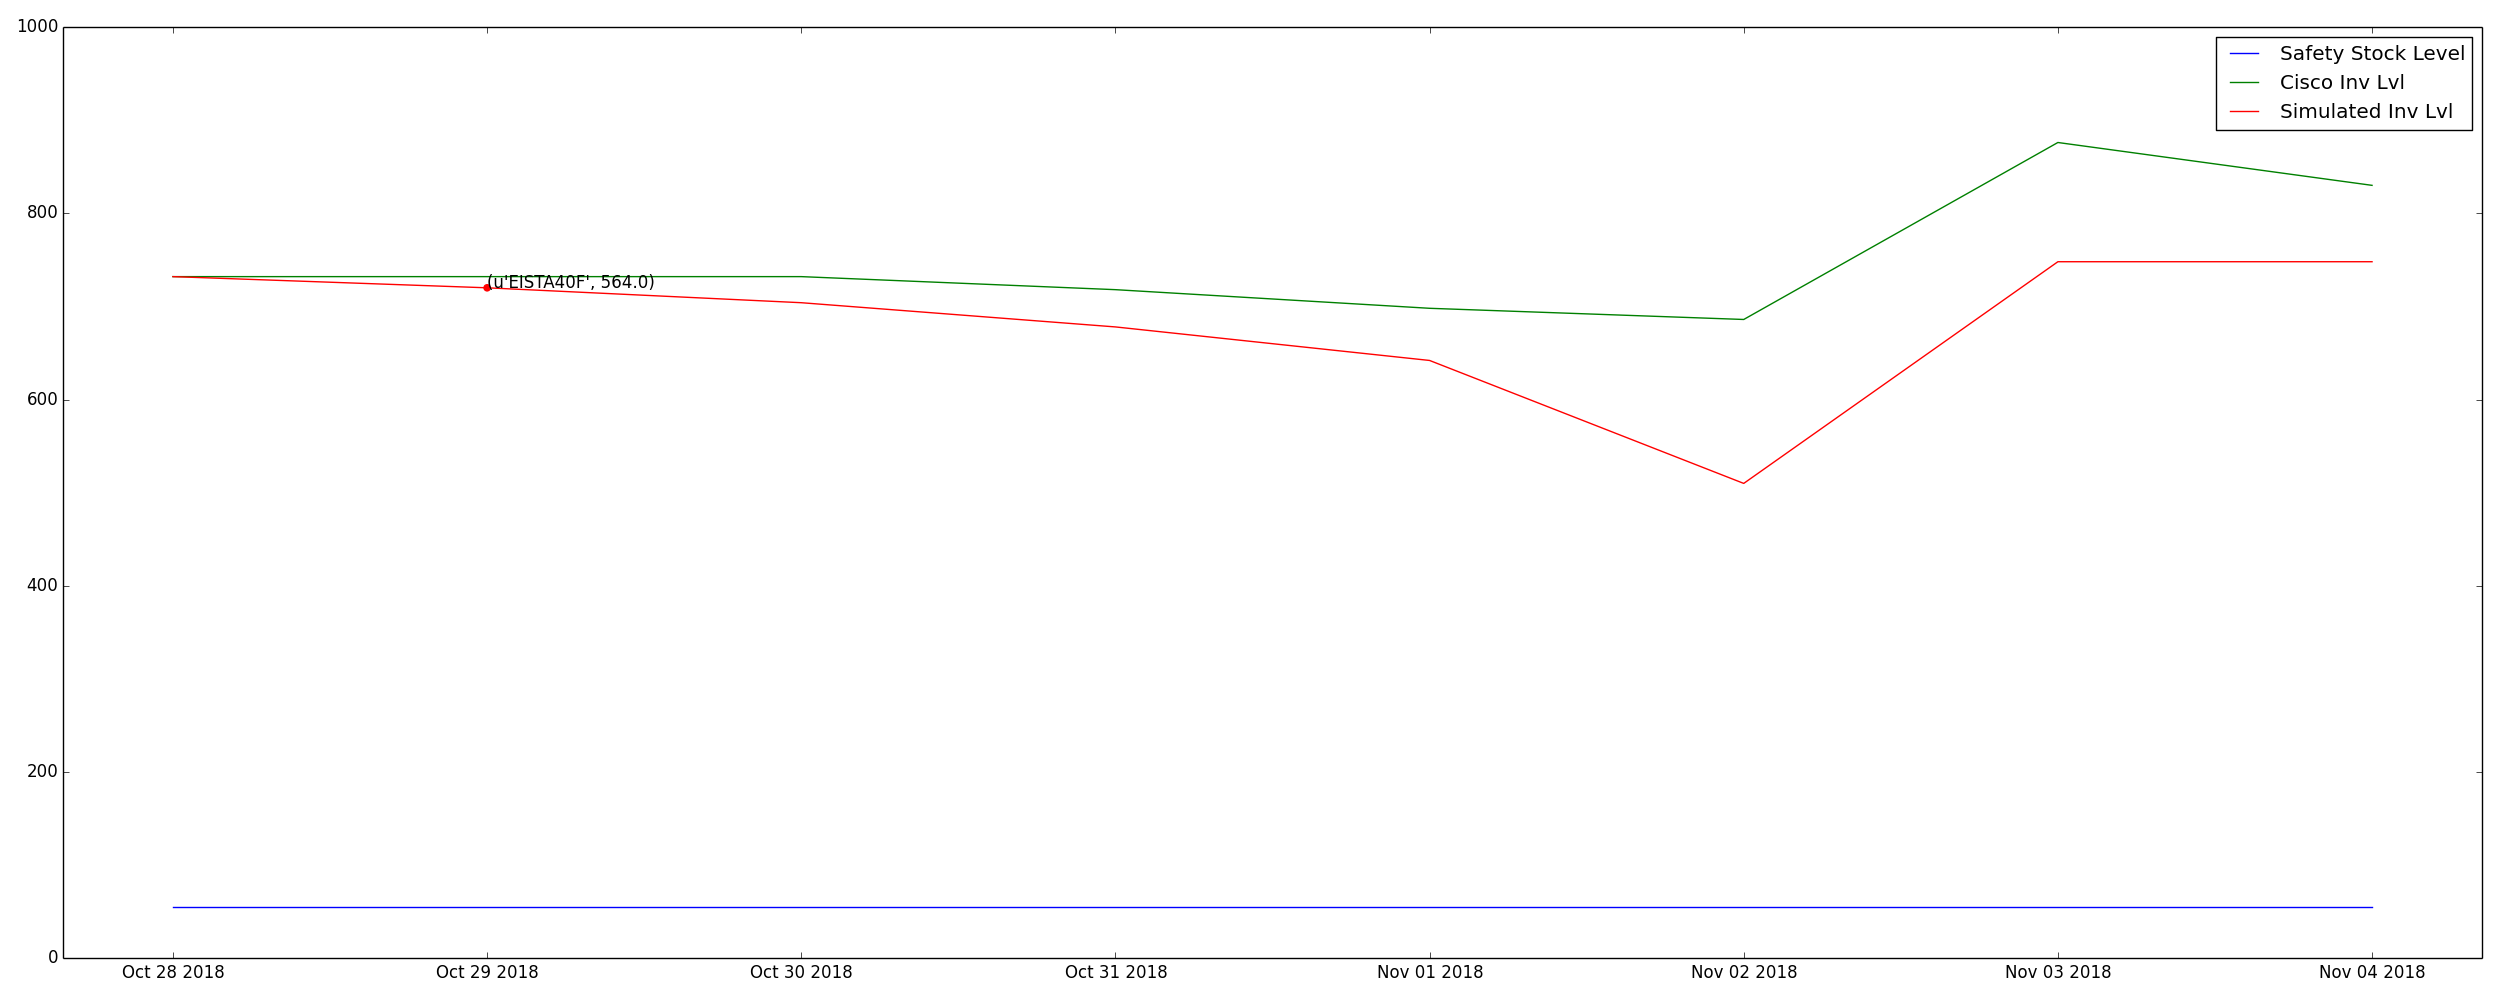 1000
Safety Stock Level
Cisco Inv Lvl
Simulated Inv Lvl
800
(u'EISTA40F', 564.0)
600
400
200
0
Oct 28 2018 Oct 29 2018 Oct 30 2018 Oct 31 2018 Nov 01 2018 Nov 02 2018 Nov 03 2018 Nov 04 2018